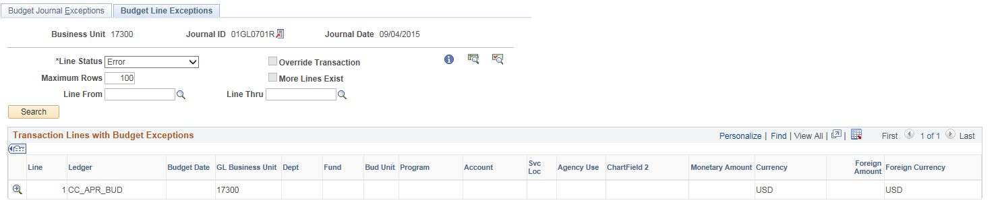 Budget Journal Exceptions Budget Line Exceptions
Business Unit 17300 Journal ID 01GL0701R Journal Date 09/04/2015
*Line Status Error Override Transaction
Maximum Rows 100 More Lines Exist
Line From Line Thru
Search
Transaction Lines with Budget Exceptions Personalize | Find | View All | | First 1 of 1 Last
Line Ledger Budget Date GL Business Unit Dept Fund Bud Unit Program Account Svc Loc Agency Use ChartField 2 Monetary Amount Currency Foreign Amount Foreign Currency
1 CC_APR_BUD 17300 USD USD